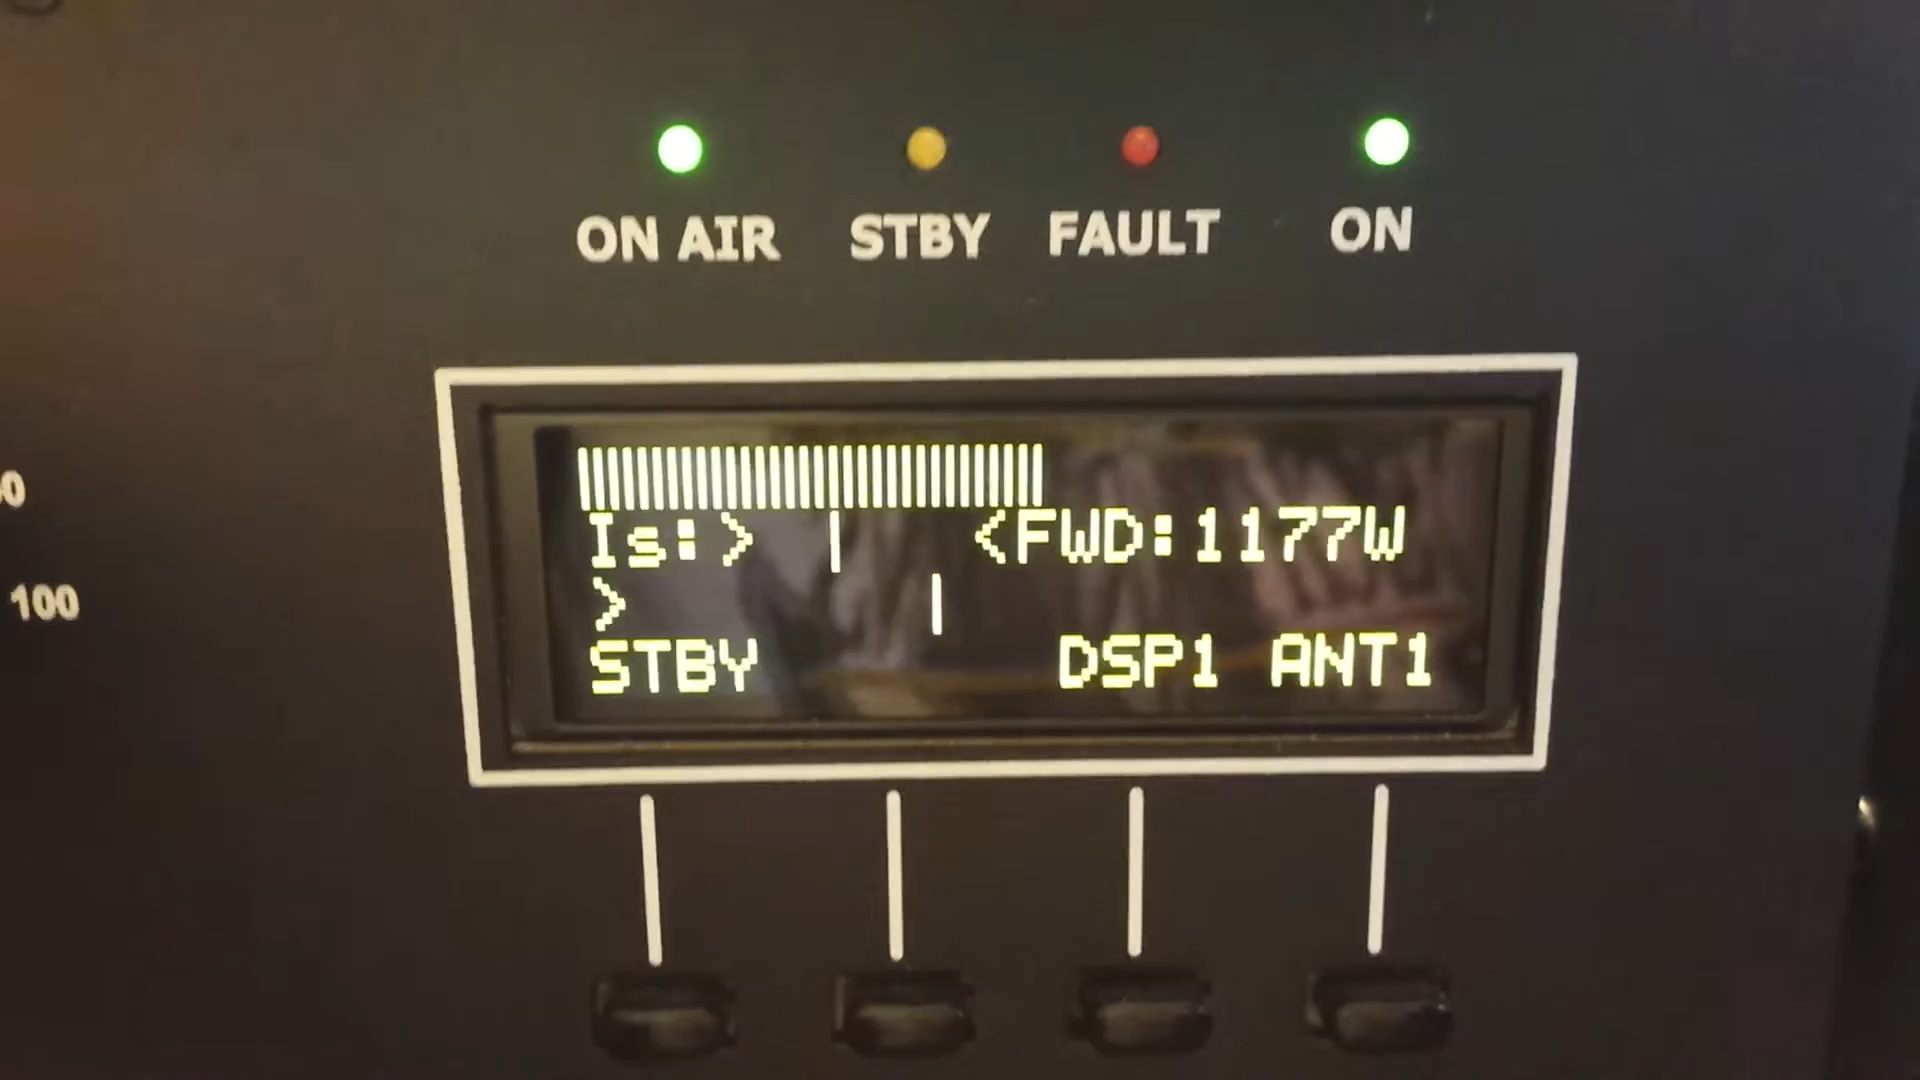 ON AIR STBY FAULT ON
Is:> | <FWD:1177W
> |
STBY DSP1 ANT1
100